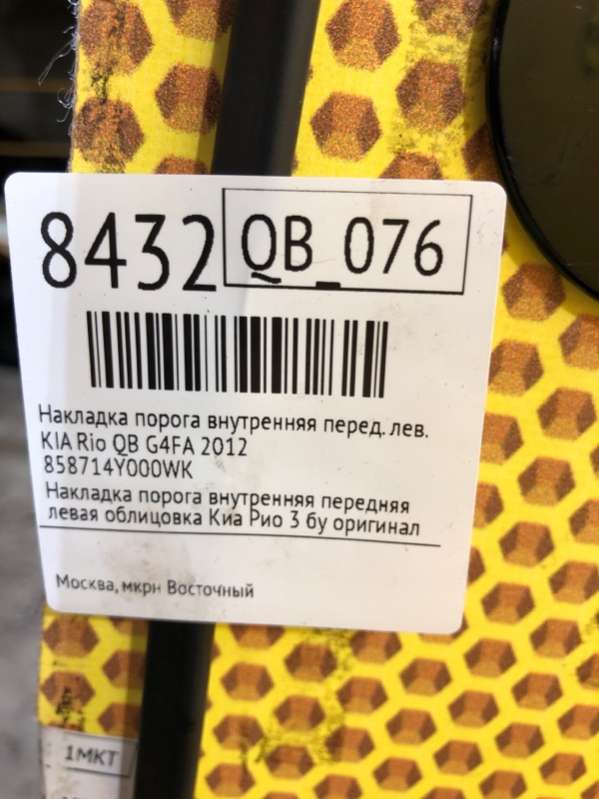 8432 QB_076
Накладка порога внутренняя перед. лев.
KIA Rio QB G4FA 2012
858714Y000WK
Накладка порога внутренняя передняя
левая облицовка Киа Рио 3 бу оригинал
Москва, мкрн Восточный
1МКТ